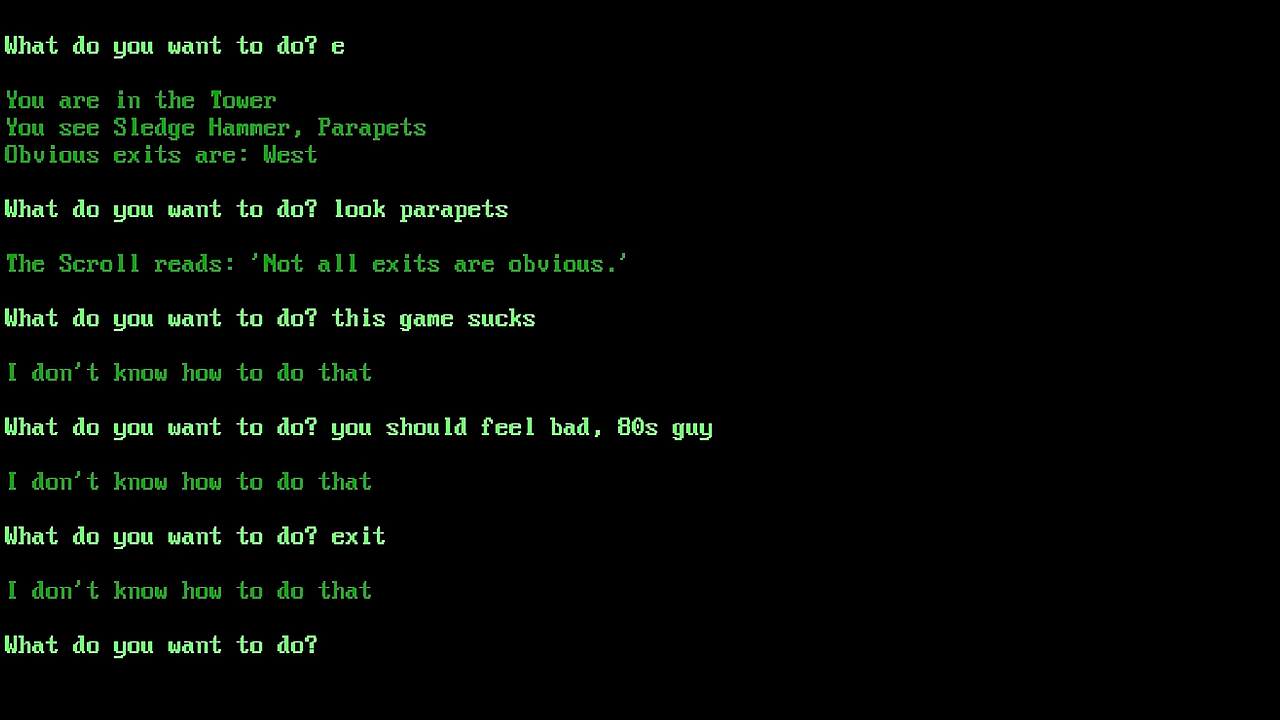 What do you want to do? e
You are in the Tower
You see Sledge Hammer, Parapets
Obvious exits are: West
What do you want to do? look parapets
The Scroll reads: 'Not all exits are obvious.'
What do you want to do? this game sucks
I don't know how to do that
What do you want to do? you should feel bad, 80s guy
I don't know how to do that
What do you want to do? exit
I don't know how to do that
What do you want to do?